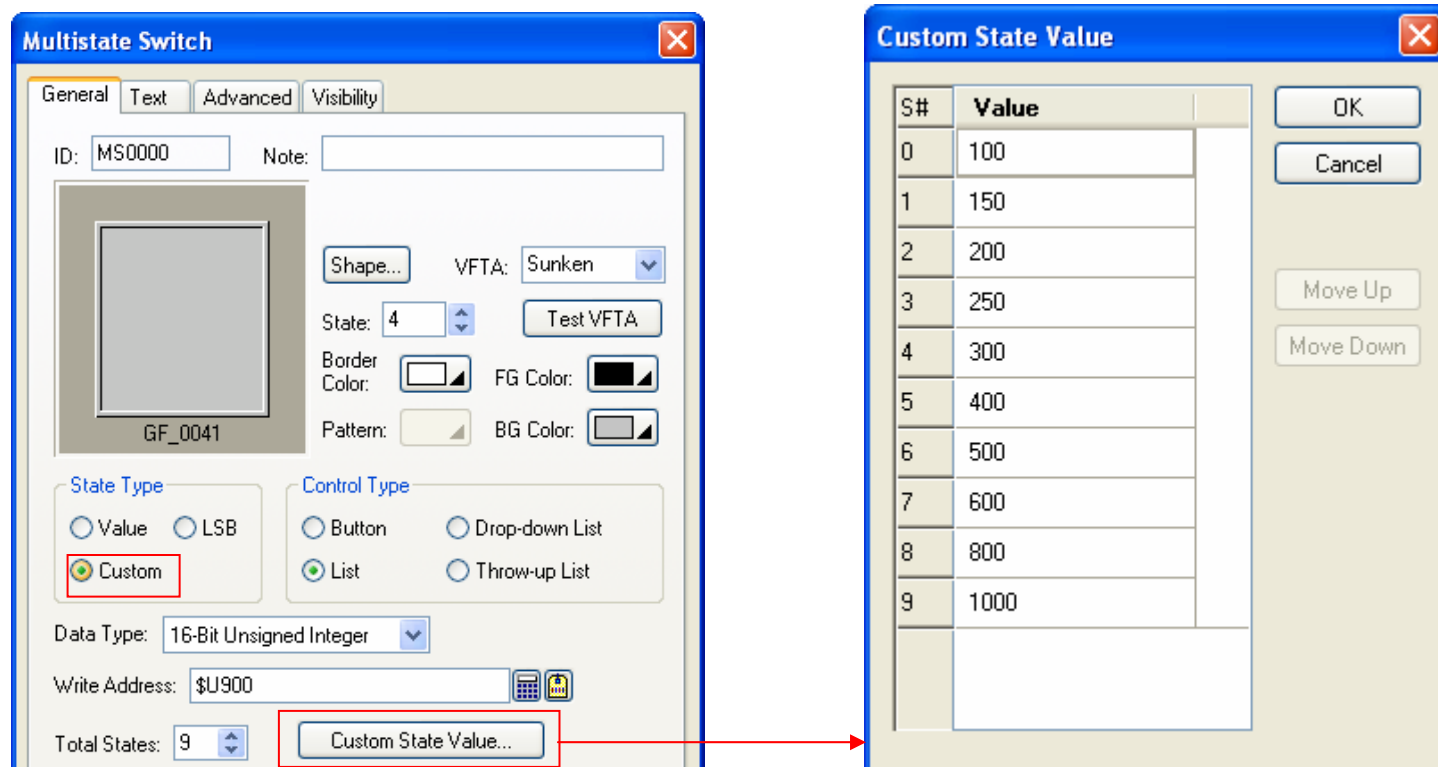 Multistate Switch
General Text Advanced Visibility
ID: MS0000 Note:
Shape... VFTA: Sunken
State: 4 Test VFTA
Border Color: FG Color:
Pattern: BG Color:
GF_0041
State Type
Value LSB
Custom
Control Type
Button Drop-down List
List Throw-up List
Data Type: 16-Bit Unsigned Integer
Write Address: $U900
Total States: 9 Custom State Value...
Custom State Value
S# Value
0 100
1 150
2 200
3 250
4 300
5 400
6 500
7 600
8 800
9 1000
OK
Cancel
Move Up
Move Down